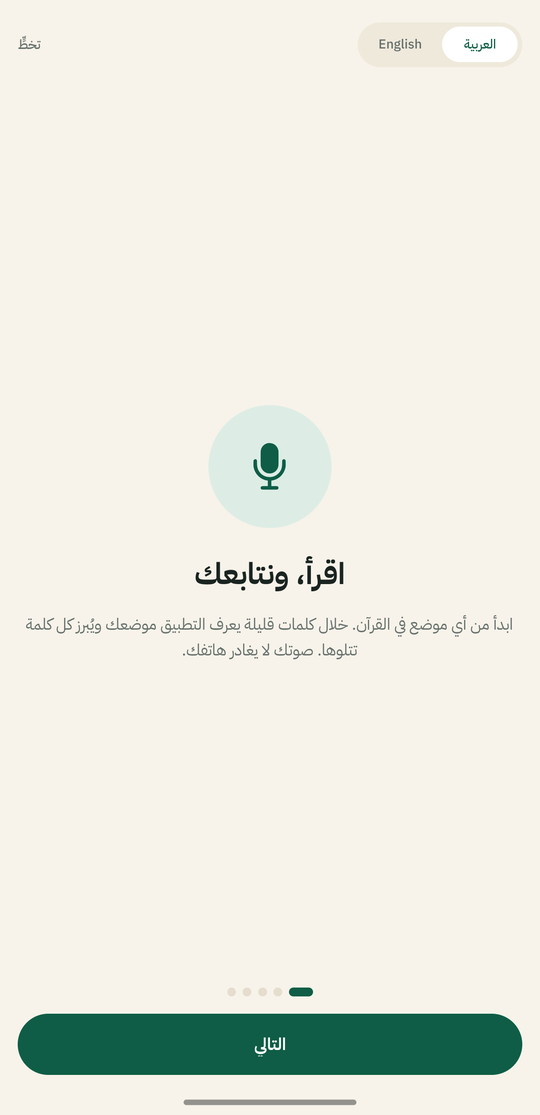 العربية
English
تخطٍّ
اقرأ، ونتابعك
ابدأ من أي موضع في القرآن. خلال كلمات قليلة يعرف التطبيق موضعك ويُبرز كل كلمة
تتلوها. صوتك لا يغادر هاتفك.
التالي